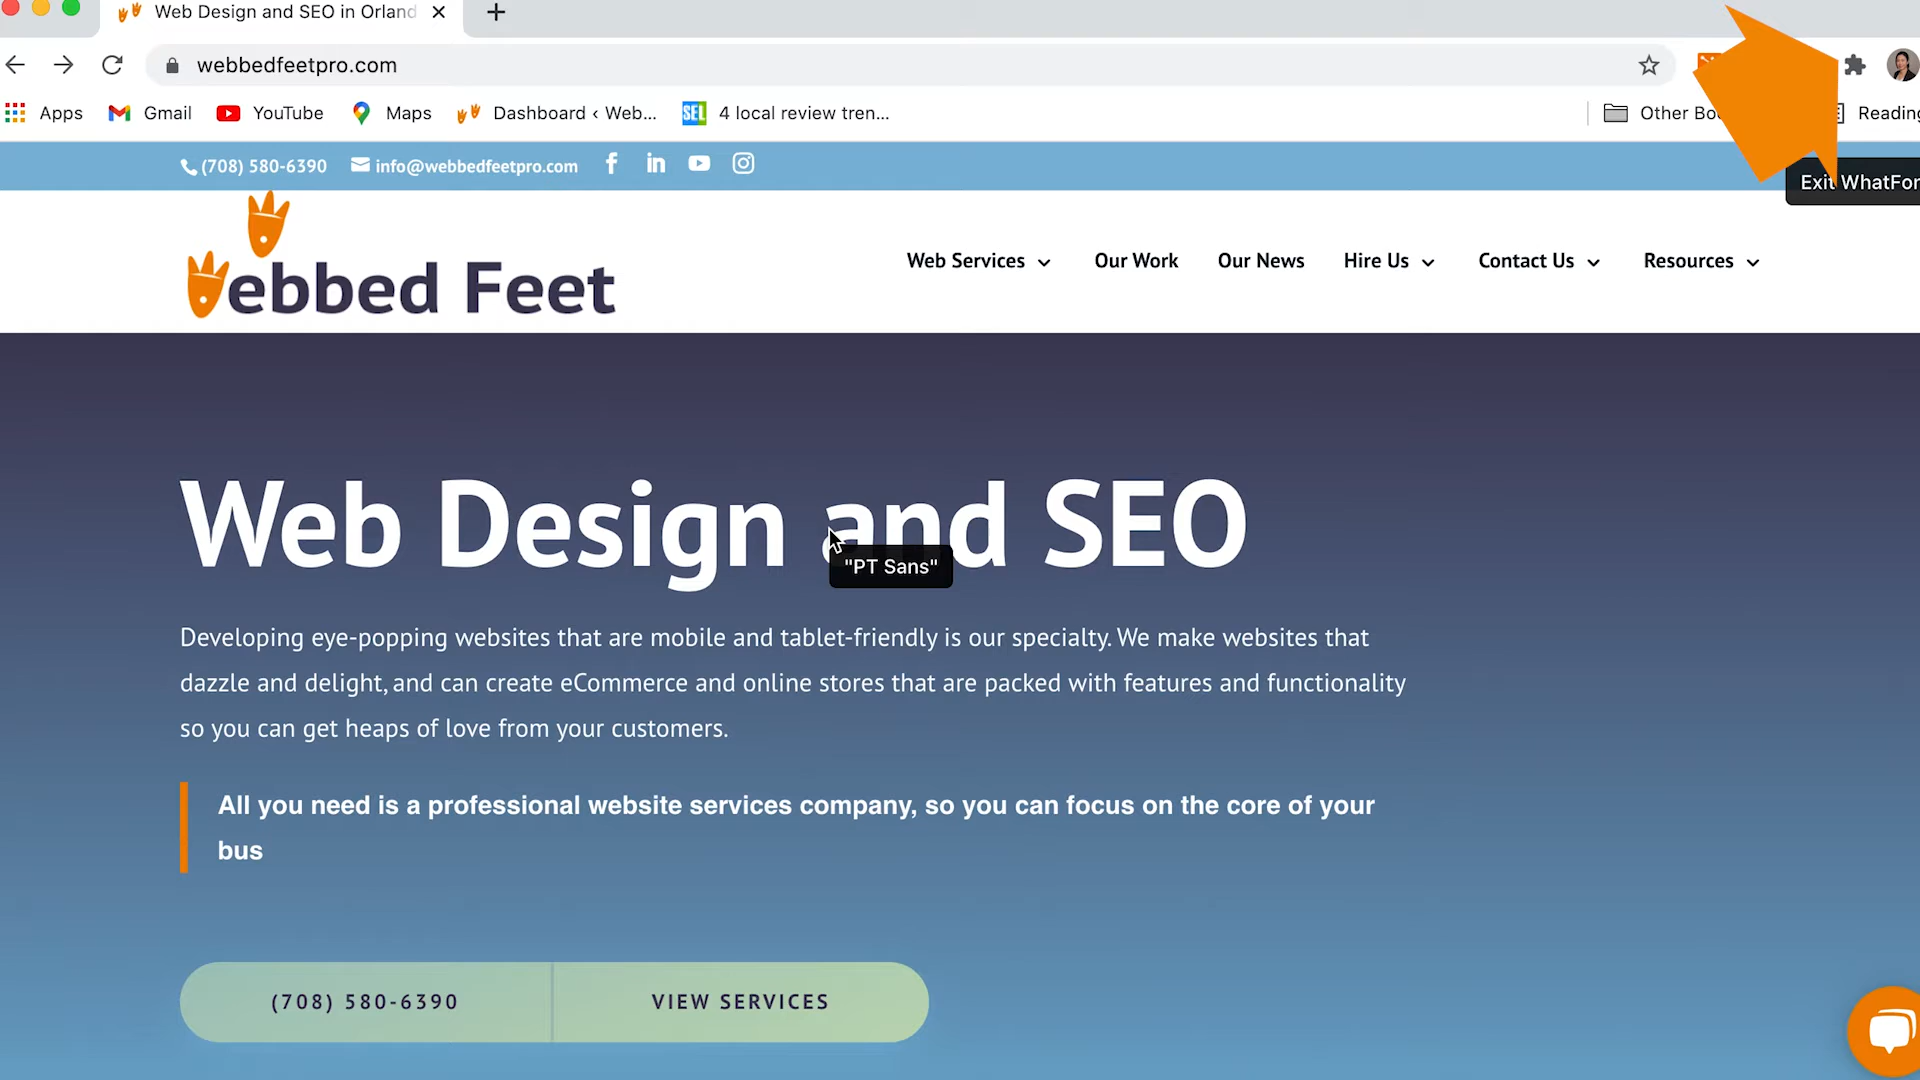 Web Design and SEO in Orland
webbedfeetpro.com
Apps
Gmail
YouTube
Maps
Dashboard ‹ Web...
SEL
4 local review tren...
Other Bo
Reading
(708) 580-6390
info@webbedfeetpro.com
Exit WhatFon
ebbed Feet
Web Services
Our Work
Our News
Hire Us
Contact Us
Resources
Web Design and SEO
"PT Sans"
Developing eye-popping websites that are mobile and tablet-friendly is our specialty. We make websites that
dazzle and delight, and can create eCommerce and online stores that are packed with features and functionality
so you can get heaps of love from your customers.
All you need is a professional website services company, so you can focus on the core of your
bus
(708) 580-6390
VIEW SERVICES